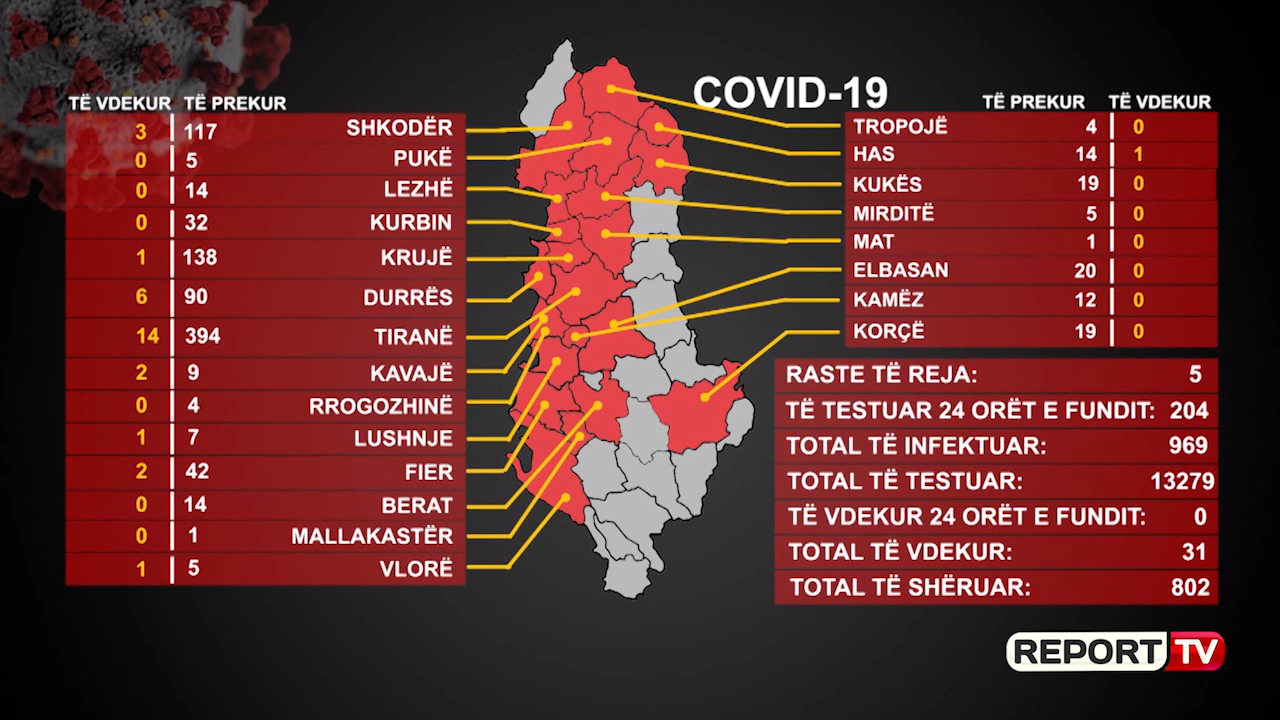 COVID-19
TË VDEKUR TË PREKUR
3 117 SHKODËR
0 5 PUKË
0 14 LEZHË
0 32 KURBIN
1 138 KRUJË
6 90 DURRËS
14 394 TIRANË
2 9 KAVAJË
0 4 RROGOZHINË
1 7 LUSHNJE
2 42 FIER
0 14 BERAT
0 1 MALLAKASTËR
1 5 VLORË
TË PREKUR TË VDEKUR
TROPOJË 4 0
HAS 14 1
KUKËS 19 0
MIRDITË 5 0
MAT 1 0
ELBASAN 20 0
KAMËZ 12 0
KORÇË 19 0
RASTE TË REJA: 5
TË TESTUAR 24 ORËT E FUNDIT: 204
TOTAL TË INFEKTUAR: 969
TOTAL TË TESTUAR: 13279
TË VDEKUR 24 ORËT E FUNDIT: 0
TOTAL TË VDEKUR: 31
TOTAL TË SHËRUAR: 802
REPORT TV